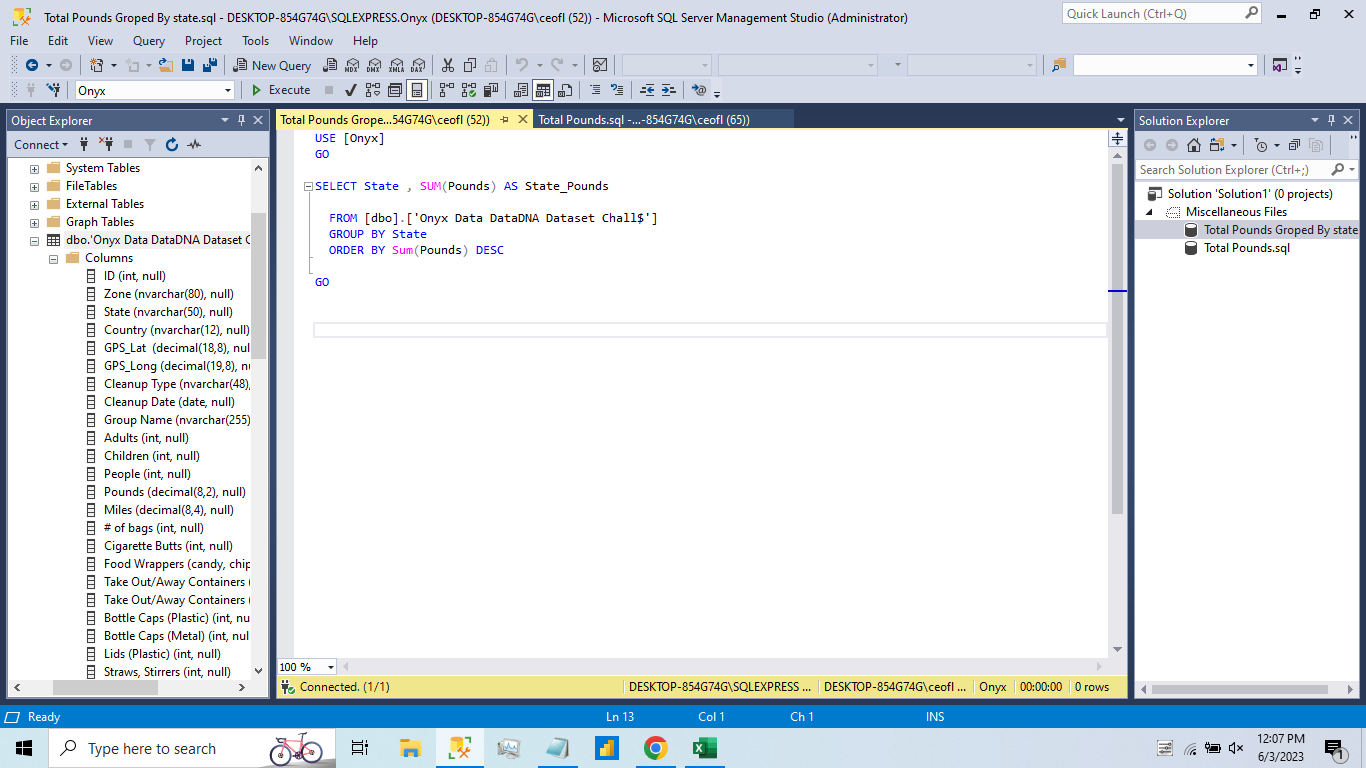 Total Pounds Groped By state.sql - DESKTOP-854G74G\SQLEXPRESS.Onyx (DESKTOP-854G74G\ceofl (52)) - Microsoft SQL Server Management Studio (Administrator)
Quick Launch (Ctrl+Q)
File Edit View Query Project Tools Window Help
New Query
MDX DMX XMLA DAX
Onyx
Execute
Object Explorer
Connect
System Tables
FileTables
External Tables
Graph Tables
dbo.'Onyx Data DataDNA Dataset C
Columns
ID (int, null)
Zone (nvarchar(80), null)
State (nvarchar(50), null)
Country (nvarchar(12), null)
GPS_Lat (decimal(18,8), nul
GPS_Long (decimal(19,8), n
Cleanup Type (nvarchar(48),
Cleanup Date (date, null)
Group Name (nvarchar(255)
Adults (int, null)
Children (int, null)
People (int, null)
Pounds (decimal(8,2), null)
Miles (decimal(8,4), null)
# of bags (int, null)
Cigarette Butts (int, null)
Food Wrappers (candy, chip
Take Out/Away Containers (
Take Out/Away Containers (
Bottle Caps (Plastic) (int, nu
Bottle Caps (Metal) (int, nul
Lids (Plastic) (int, null)
Straws, Stirrers (int, null)
Total Pounds Grope...54G74G\ceofl (52))
Total Pounds.sql -...-854G74G\ceofl (65))
USE [Onyx]
GO
SELECT State , SUM(Pounds) AS State_Pounds
FROM [dbo].['Onyx Data DataDNA Dataset Chall$']
GROUP BY State
ORDER BY Sum(Pounds) DESC
GO
100 %
Connected. (1/1)
DESKTOP-854G74G\SQLEXPRESS ...
DESKTOP-854G74G\ceofl ...
Onyx
00:00:00
0 rows
Solution Explorer
Search Solution Explorer (Ctrl+;)
Solution 'Solution1' (0 projects)
Miscellaneous Files
Total Pounds Groped By state
Total Pounds.sql
Ready
Ln 13
Col 1
Ch 1
INS
Type here to search
12:07 PM
6/3/2023
1